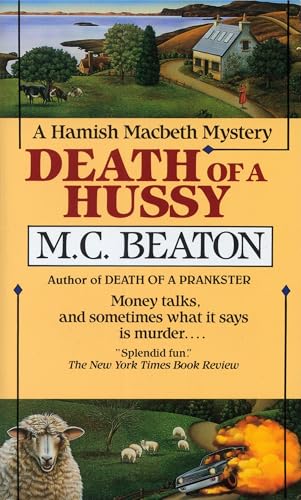 A Hamish Macbeth Mystery
DEATH OF A
HUSSY
M.C. BEATON
Author of DEATH OF A PRANKSTER
Money talks,
and sometimes what it says
is murder....
"Splendid fun."
The New York Times Book Review